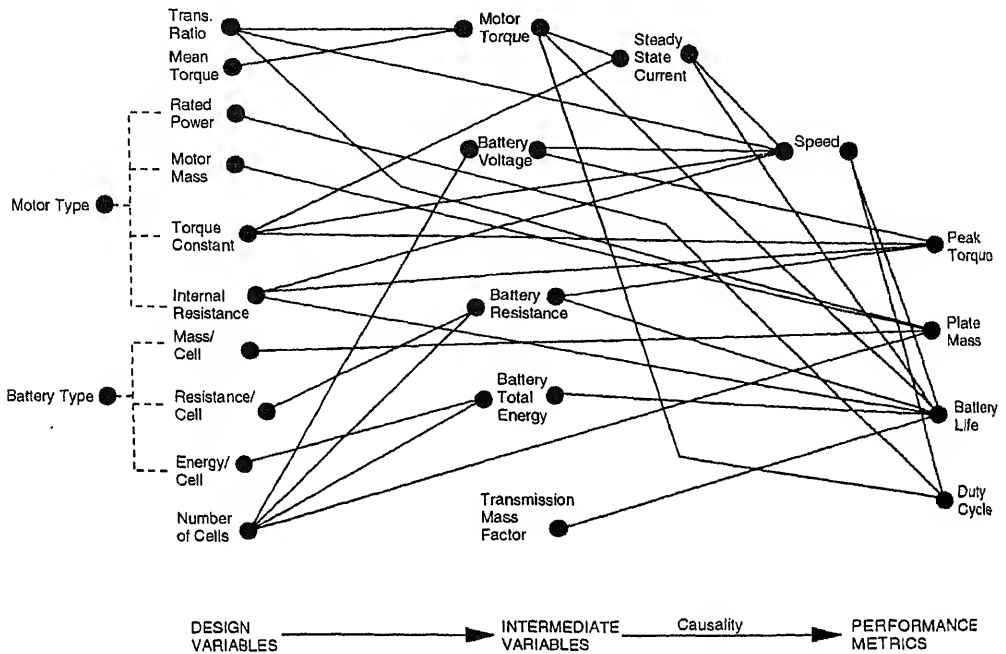 Trans.
Ratio
Mean
Torque
Rated
Power
Motor
Mass
Motor Type
Torque
Constant
Internal
Resistance
Mass/
Cell
Battery Type
Resistance/
Cell
Energy/
Cell
Number
of Cells
Motor
Torque
Steady
State
Current
Battery
Voltage
Speed
Battery
Resistance
Battery
Total
Energy
Transmission
Mass
Factor
Peak
Torque
Plate
Mass
Battery
Life
Duty
Cycle
DESIGN
VARIABLES
INTERMEDIATE
VARIABLES
Causality
PERFORMANCE
METRICS